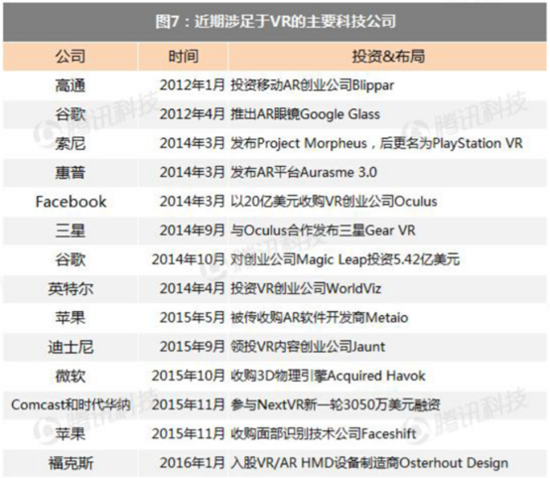 图7：近期涉足于VR的主要科技公司
公司 时间 投资&布局
高通 2012年1月 投资移动AR创业公司Blippar
谷歌 2012年4月 推出AR眼镜Google Glass
索尼 2014年3月 发布Project Morpheus，后更名为PlayStation VR
惠普 2014年3月 发布AR平台Aurasme 3.0
Facebook 2014年3月 以20亿美元收购VR创业公司Oculus
三星 2014年9月 与Oculus合作发布三星Gear VR
谷歌 2014年10月 对创业公司Magic Leap投资5.42亿美元
英特尔 2014年4月 投资VR创业公司WorldViz
苹果 2015年5月 被传收购AR软件开发商Metaio
迪士尼 2015年9月 领投VR内容创业公司Jaunt
微软 2015年10月 收购3D物理引擎Acquired Havok
Comcast和时代华纳 2015年11月 参与NextVR新一轮3050万美元融资
苹果 2015年11月 收购面部识别技术公司Faceshift
福克斯 2016年1月 入股VR/AR HMD设备制造商Osterhout Design
腾讯科技
腾讯科技
腾讯科技
腾讯科技
腾讯科技
腾讯科技